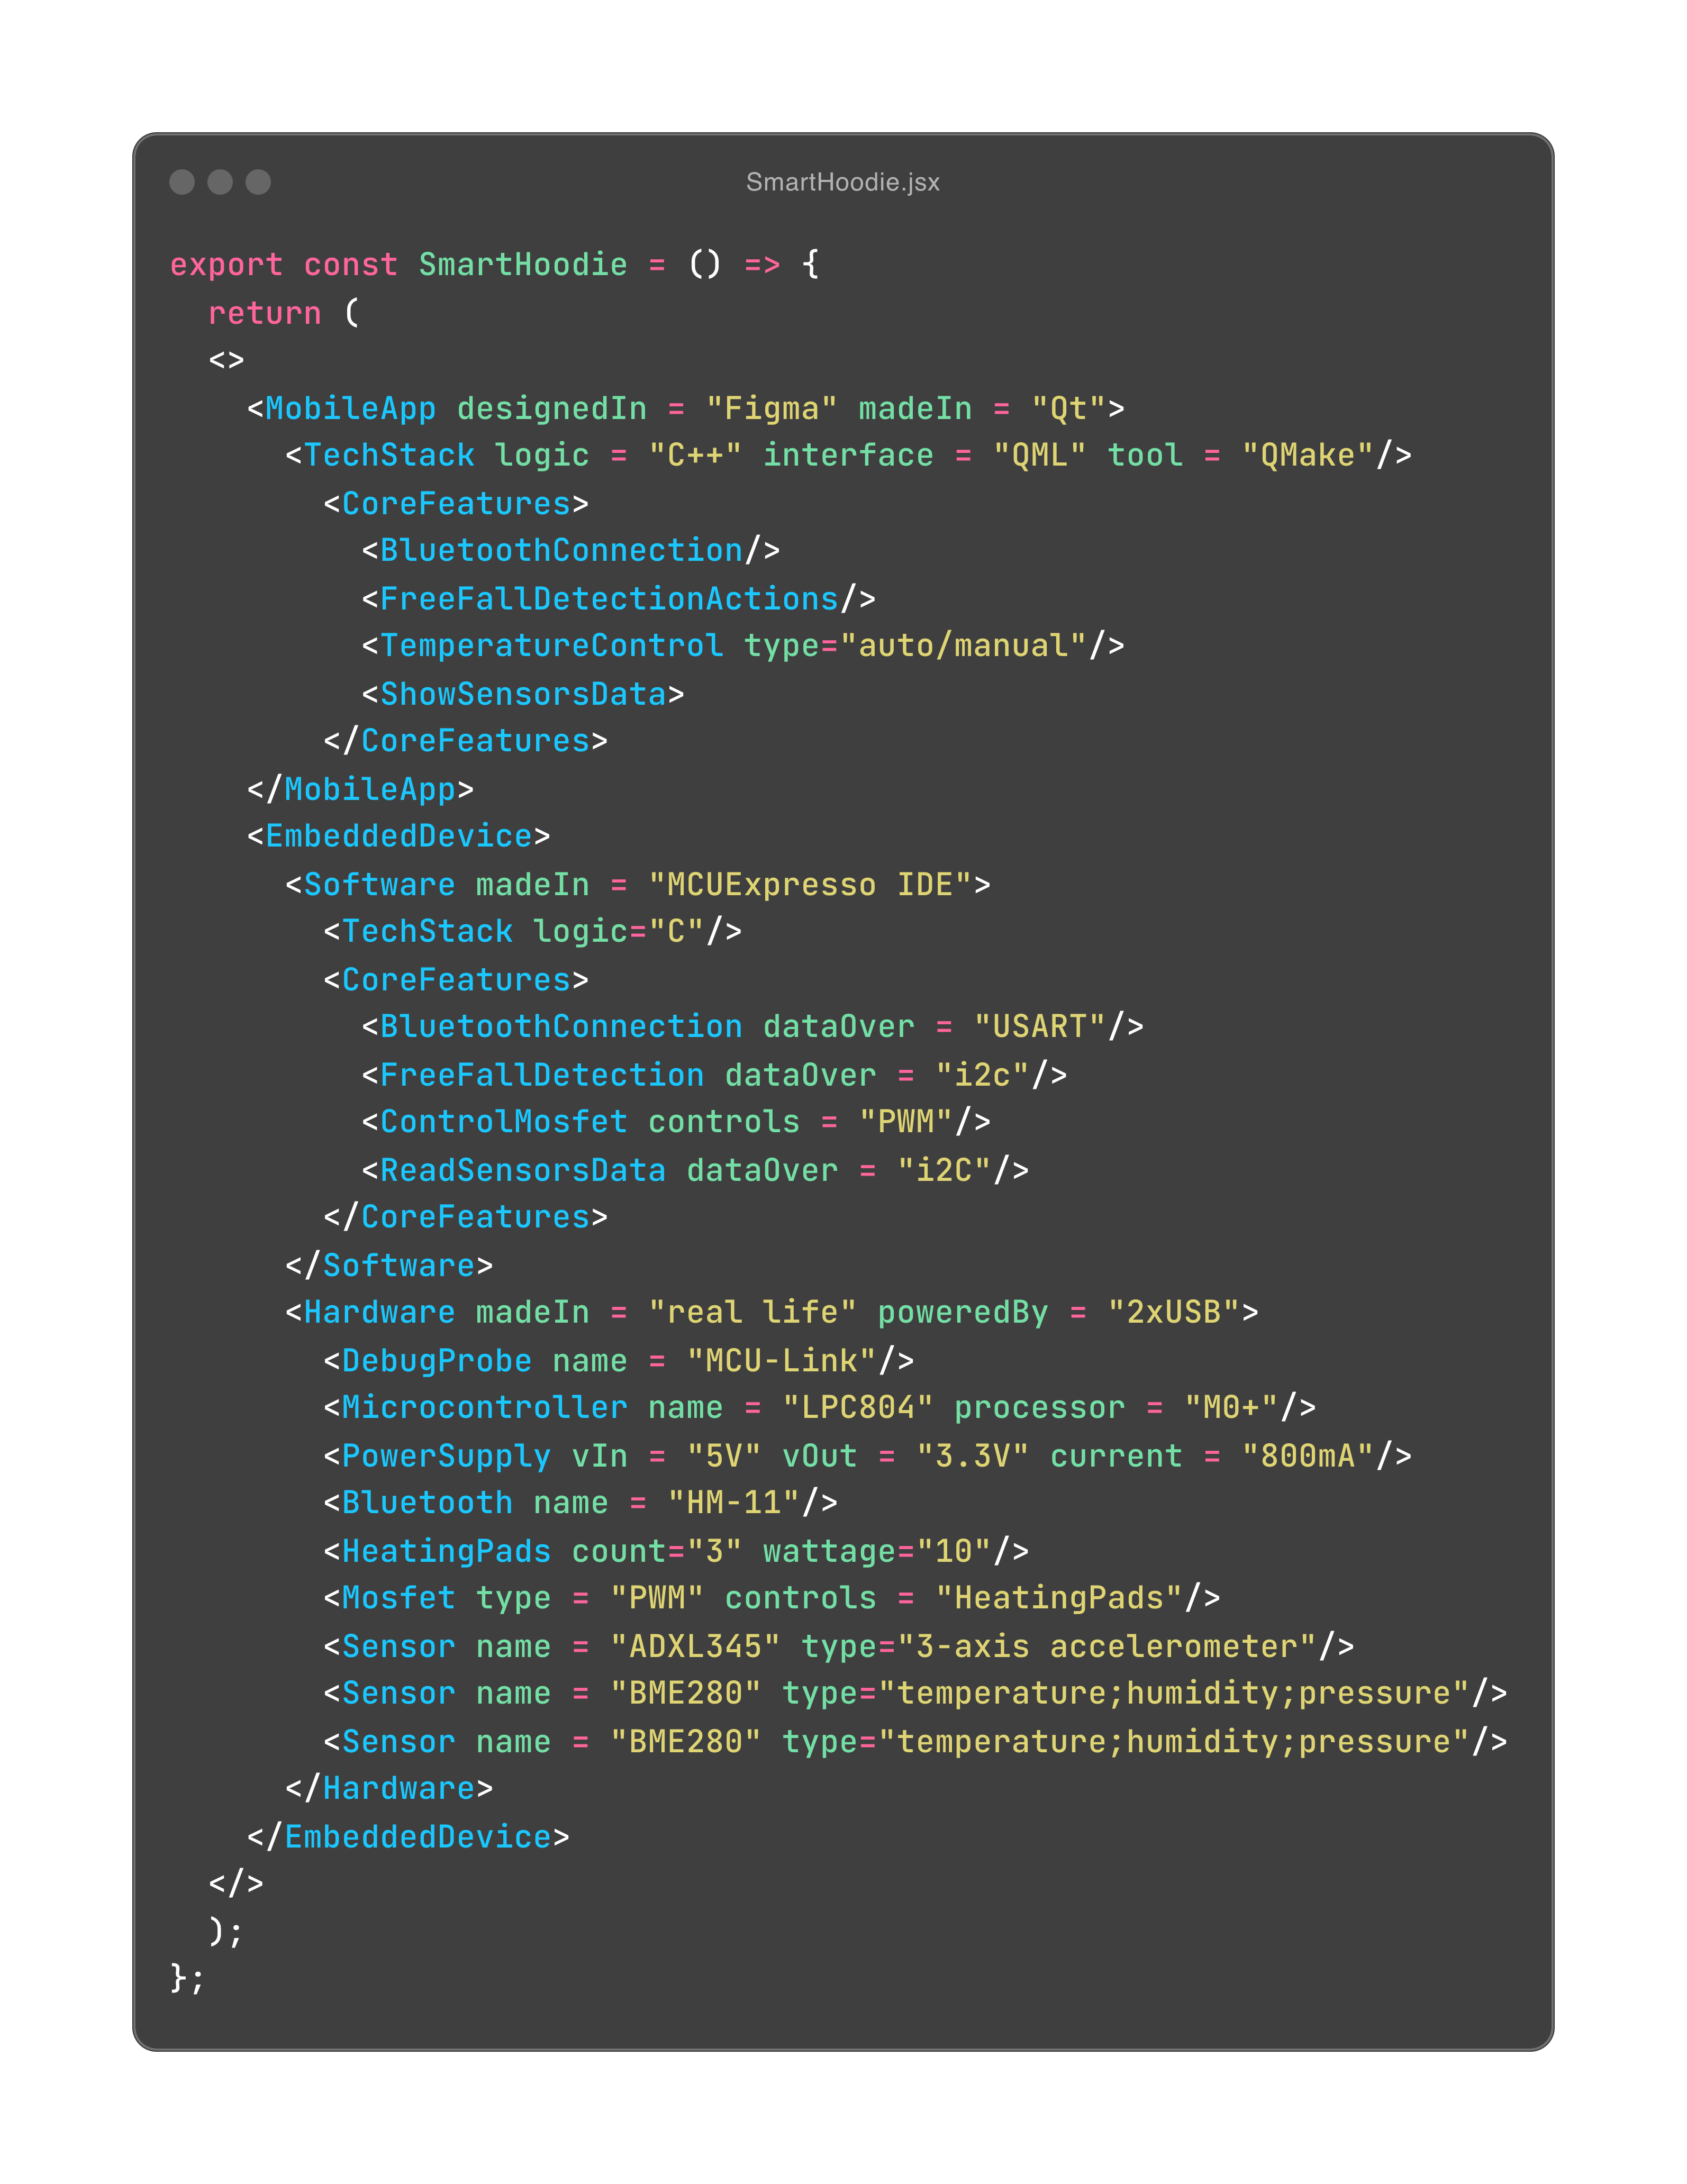 SmartHoodie.jsx
export const SmartHoodie = () => {
  return (
  <>
    <MobileApp designedIn = "Figma" madeIn = "Qt">
      <TechStack logic = "C++" interface = "QML" tool = "QMake"/>
        <CoreFeatures>
          <BluetoothConnection/>
          <FreeFallDetectionActions/>
          <TemperatureControl type="auto/manual"/>
          <ShowSensorsData>
        </CoreFeatures>
    </MobileApp>
    <EmbeddedDevice>
      <Software madeIn = "MCUExpresso IDE">
        <TechStack logic="C"/>
        <CoreFeatures>
          <BluetoothConnection dataOver = "USART"/>
          <FreeFallDetection dataOver = "i2c"/>
          <ControlMosfet controls = "PWM"/>
          <ReadSensorsData dataOver = "i2C"/>
        </CoreFeatures>
      </Software>
      <Hardware madeIn = "real life" poweredBy = "2xUSB">
        <DebugProbe name = "MCU-Link"/>
        <Microcontroller name = "LPC804" processor = "M0+"/>
        <PowerSupply vIn = "5V" vOut = "3.3V" current = "800mA"/>
        <Bluetooth name = "HM-11"/>
        <HeatingPads count="3" wattage="10"/>
        <Mosfet type = "PWM" controls = "HeatingPads"/>
        <Sensor name = "ADXL345" type="3-axis accelerometer"/>
        <Sensor name = "BME280" type="temperature;humidity;pressure"/>
        <Sensor name = "BME280" type="temperature;humidity;pressure"/>
      </Hardware>
    </EmbeddedDevice>
  </>
  );
};